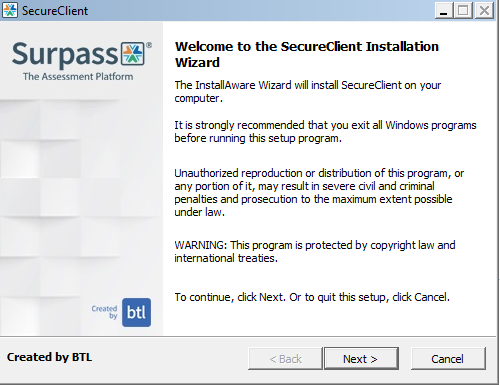 SecureClient
Surpass®
The Assessment Platform
Welcome to the SecureClient Installation
Wizard
The InstallAware Wizard will install SecureClient on your
computer.
It is strongly recommended that you exit all Windows programs
before running this setup program.
Unauthorized reproduction or distribution of this program, or
any portion of it, may result in severe civil and criminal
penalties and prosecution to the maximum extent possible
under law.
WARNING: This program is protected by copyright law and
international treaties.
To continue, click Next. Or to quit this setup, click Cancel.
Created
by
btl
Created by BTL
< Back
Next >
Cancel